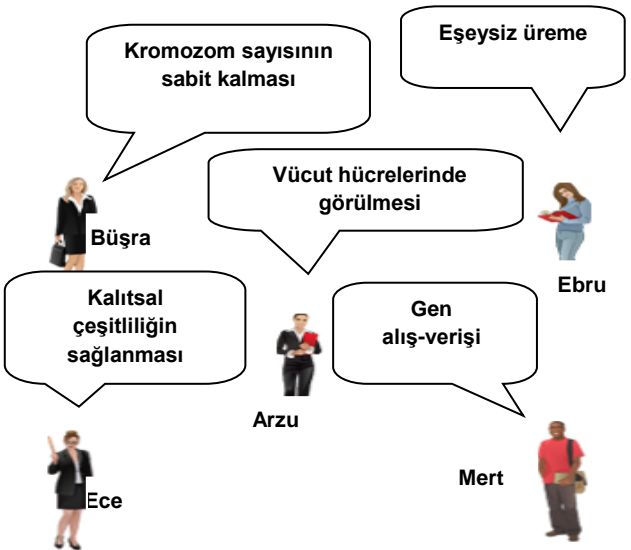 Kromozom sayısının
sabit kalması
Eşeysiz üreme
Büşra
Vücut hücrelerinde
görülmesi
Ebru
Kalıtsal
çeşitliliğin
sağlanması
Gen
alış-verişi
Arzu
Ece
Mert